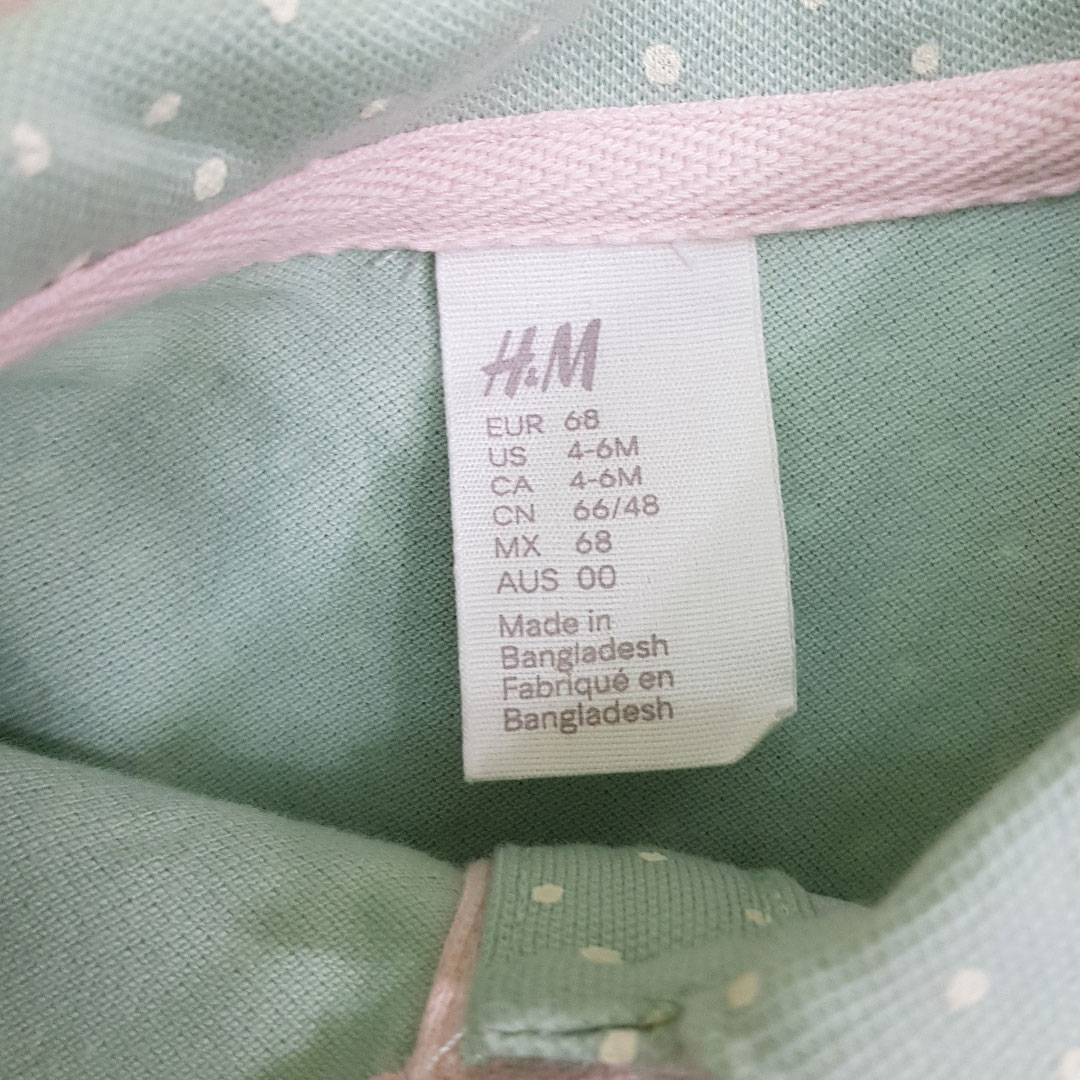 H&M
EUR 68
US 4-6M
CA 4-6M
CN 66/48
MX 68
AUS 00
Made in
Bangladesh
Fabriqué en
Bangladesh